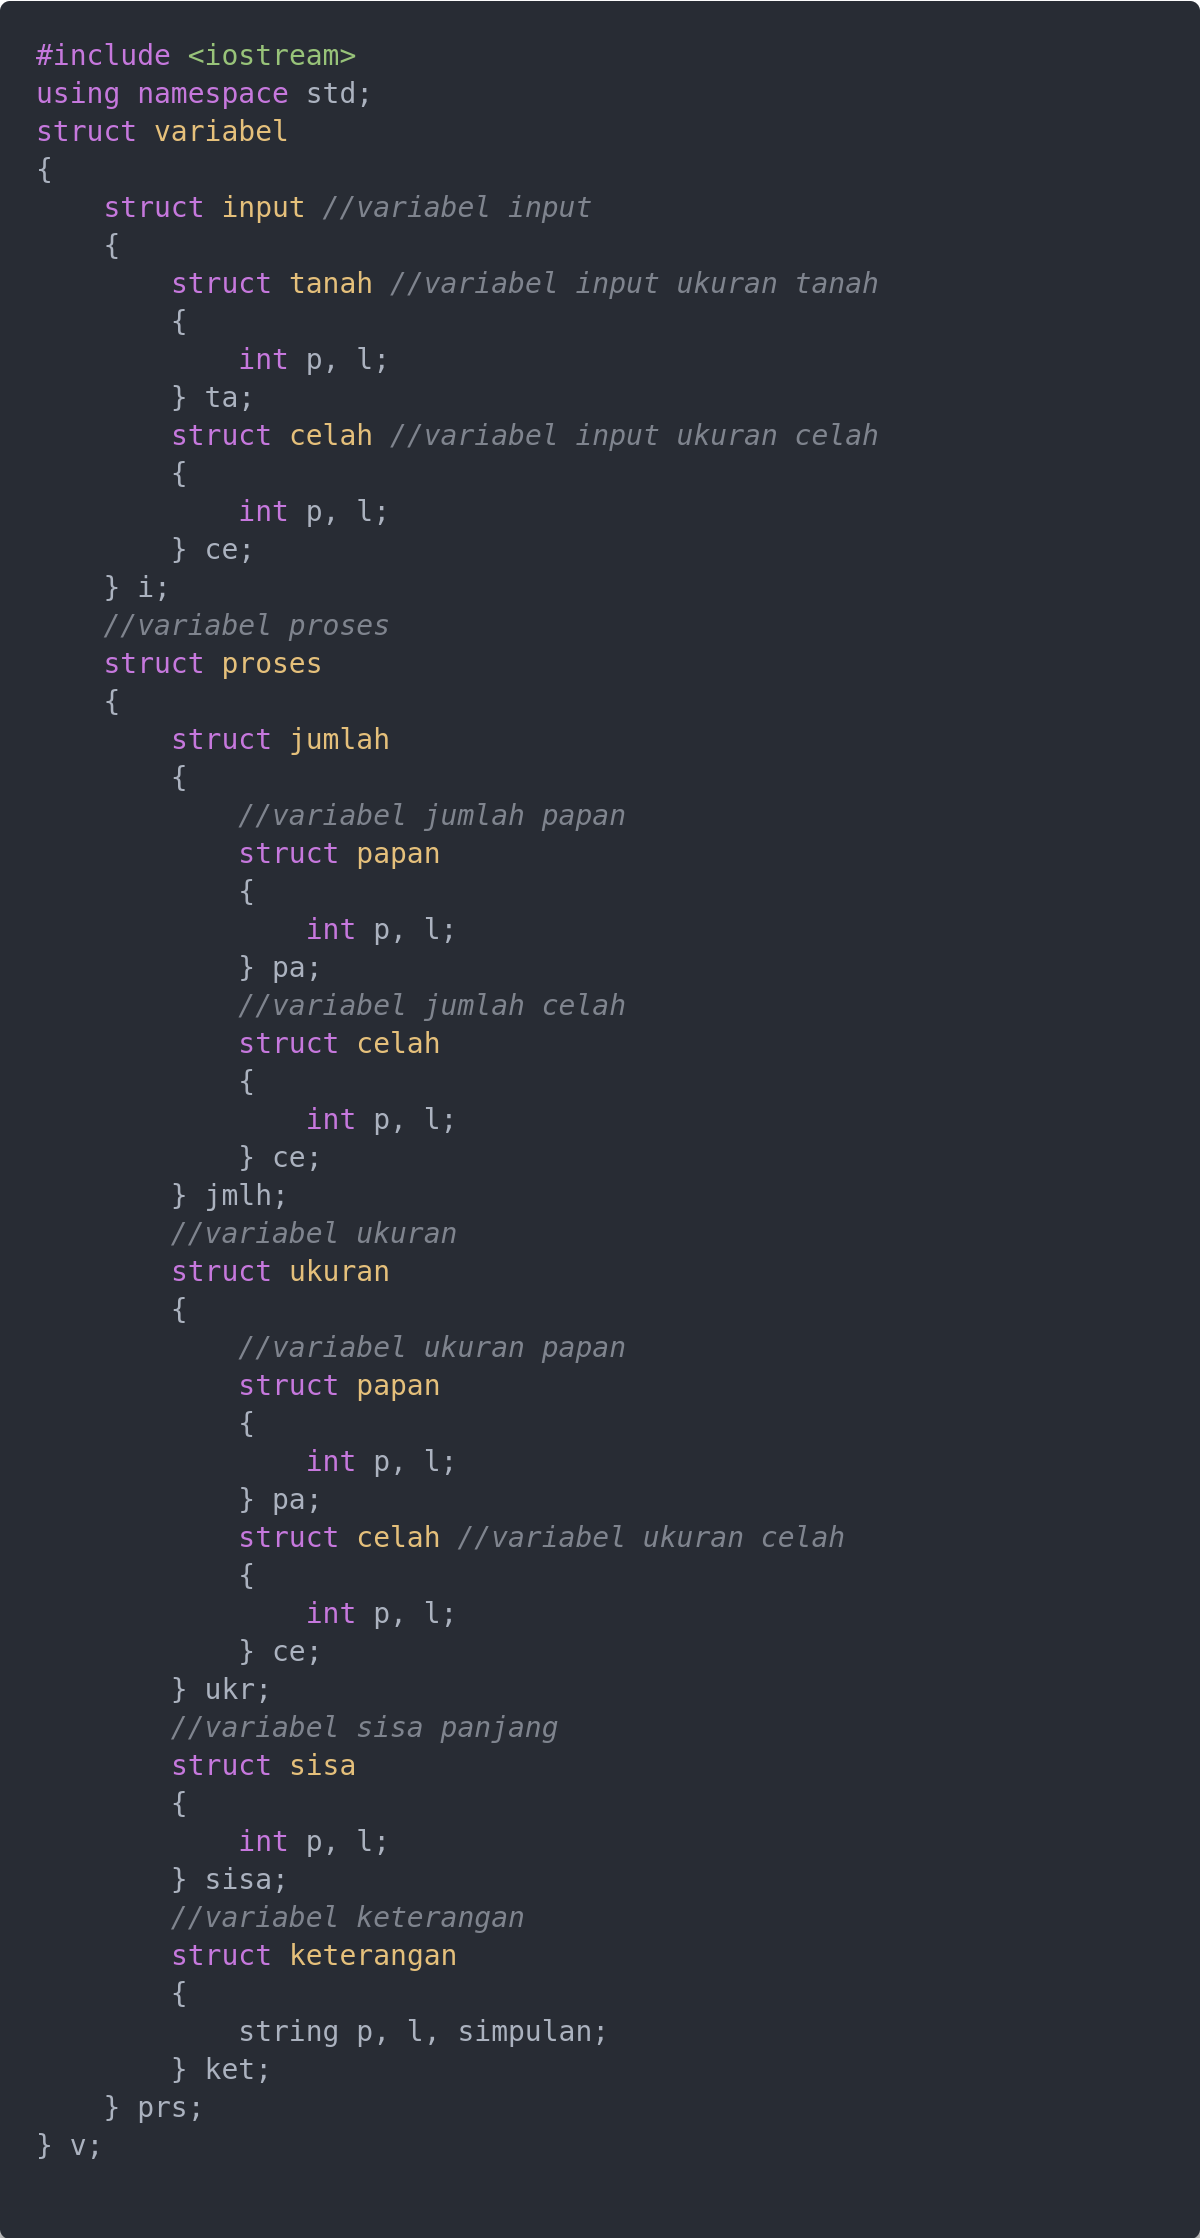 #include <iostream>
using namespace std;
struct variabel
{
    struct input //variabel input
    {
        struct tanah //variabel input ukuran tanah
        {
            int p, l;
        } ta;
        struct celah //variabel input ukuran celah
        {
            int p, l;
        } ce;
    } i;
    //variabel proses
    struct proses
    {
        struct jumlah
        {
            //variabel jumlah papan
            struct papan
            {
                int p, l;
            } pa;
            //variabel jumlah celah
            struct celah
            {
                int p, l;
            } ce;
        } jmlh;
        //variabel ukuran
        struct ukuran
        {
            //variabel ukuran papan
            struct papan
            {
                int p, l;
            } pa;
            struct celah //variabel ukuran celah
            {
                int p, l;
            } ce;
        } ukr;
        //variabel sisa panjang
        struct sisa
        {
            int p, l;
        } sisa;
        //variabel keterangan
        struct keterangan
        {
            string p, l, simpulan;
        } ket;
    } prs;
} v;